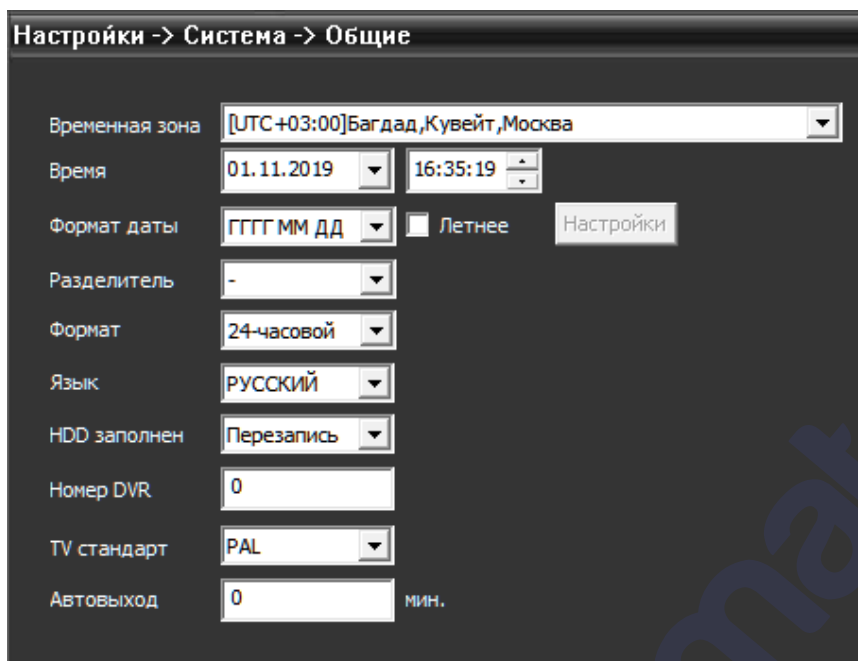 Настройки -> Система -> Общие
Временная зона [UTC+03:00]Багдад,Кувейт,Москва
Время 01.11.2019 16:35:19
Формат даты ГГГГ ММ ДД Летнее Настройки
Разделитель -
Формат 24-часовой
Язык РУССКИЙ
HDD заполнен Перезапись
Номер DVR 0
TV стандарт PAL
Автовыход 0 мин.